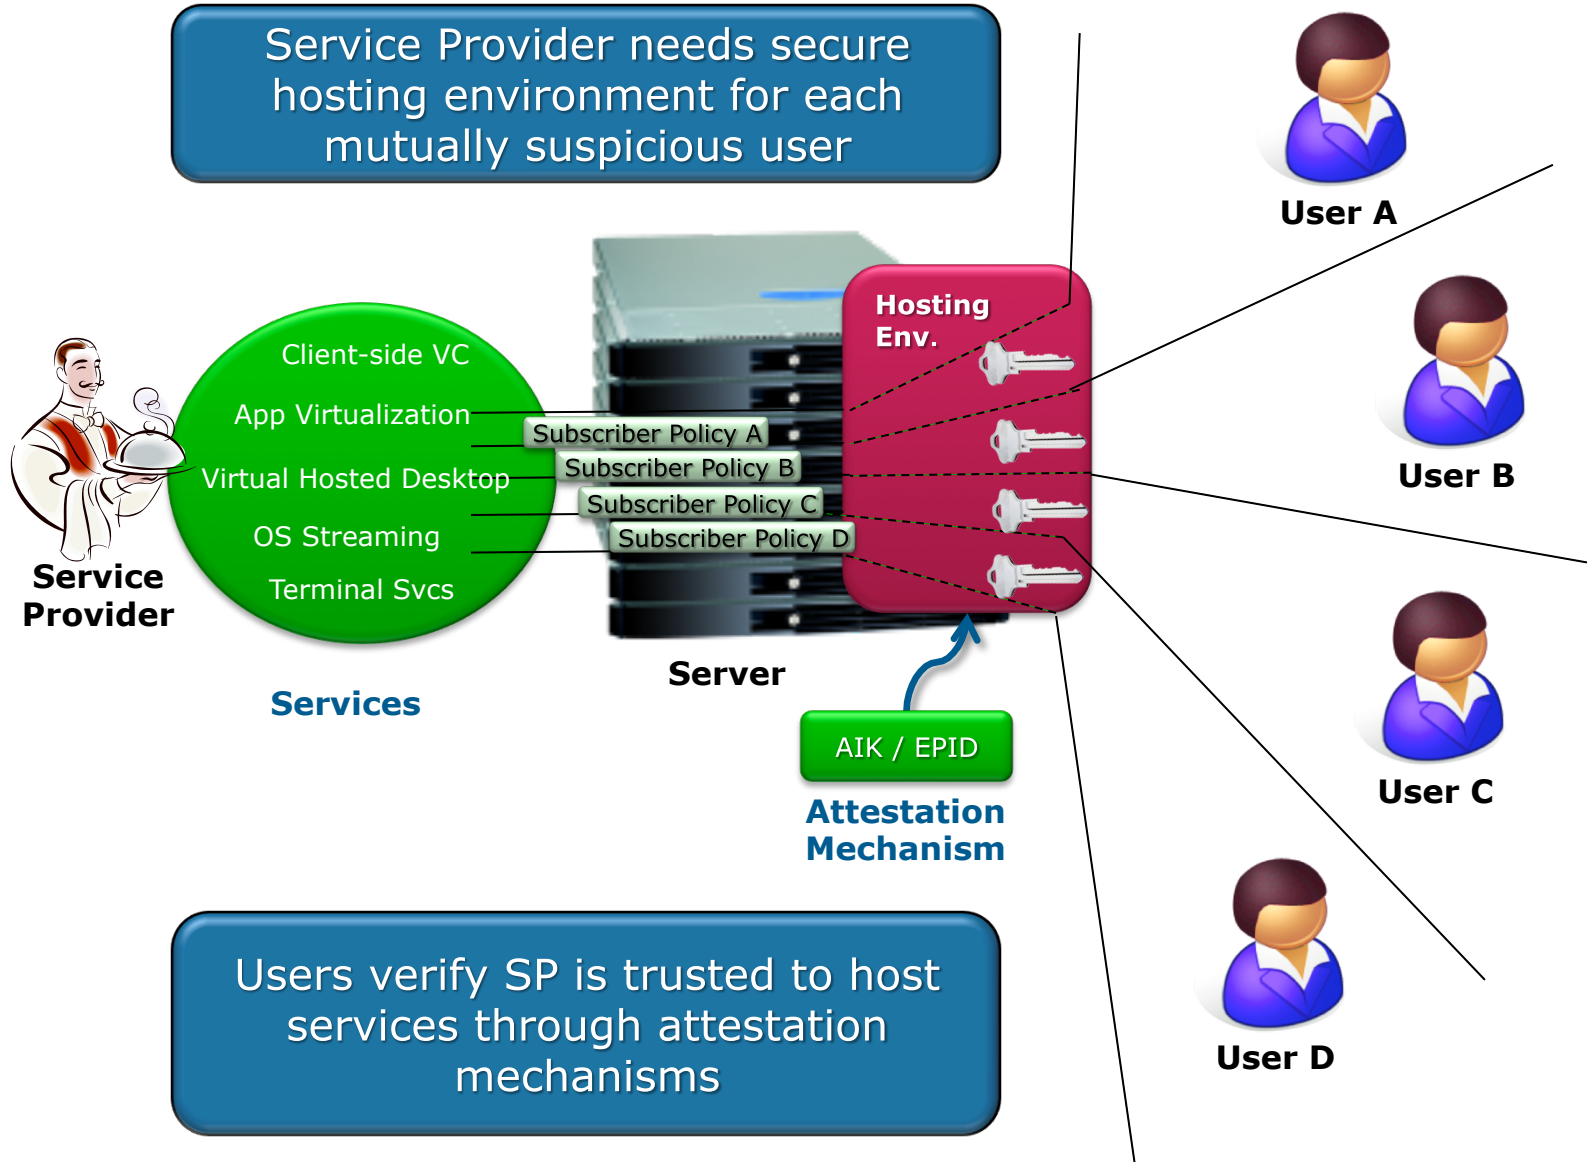 Service Provider needs secure
hosting environment for each
mutually suspicious user
User A
Hosting
Env.
Client-side VC
App Virtualization
Subscriber Policy A
Subscriber Policy B
Virtual Hosted Desktop
User B
Subscriber Policy C
OS Streaming
Subscriber Policy D
Service
Provider
Terminal Svcs
Server
Services
AIK / EPID
User C
Attestation
Mechanism
Users verify SP is trusted to host
services through attestation
mechanisms
User D